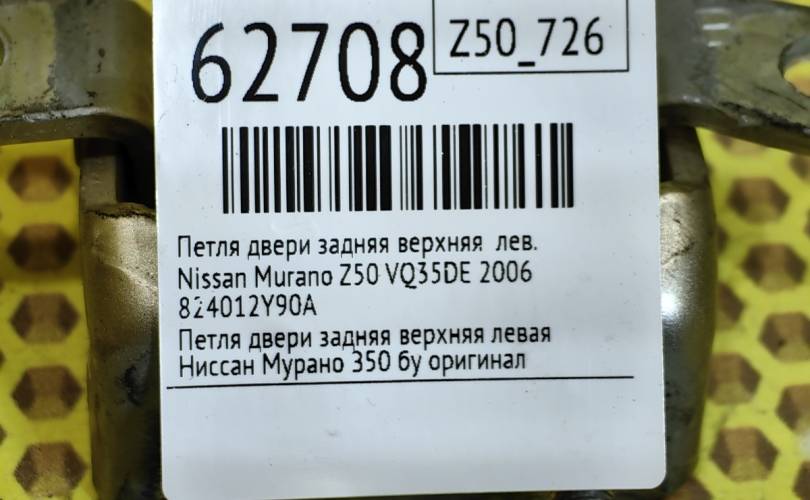 62708
Z50_726
Петля двери задняя верхняя лев.
Nissan Murano Z50 VQ35DE 2006
824012Y90A
Петля двери задняя верхняя левая
Ниссан Мурано З50 бу оригинал